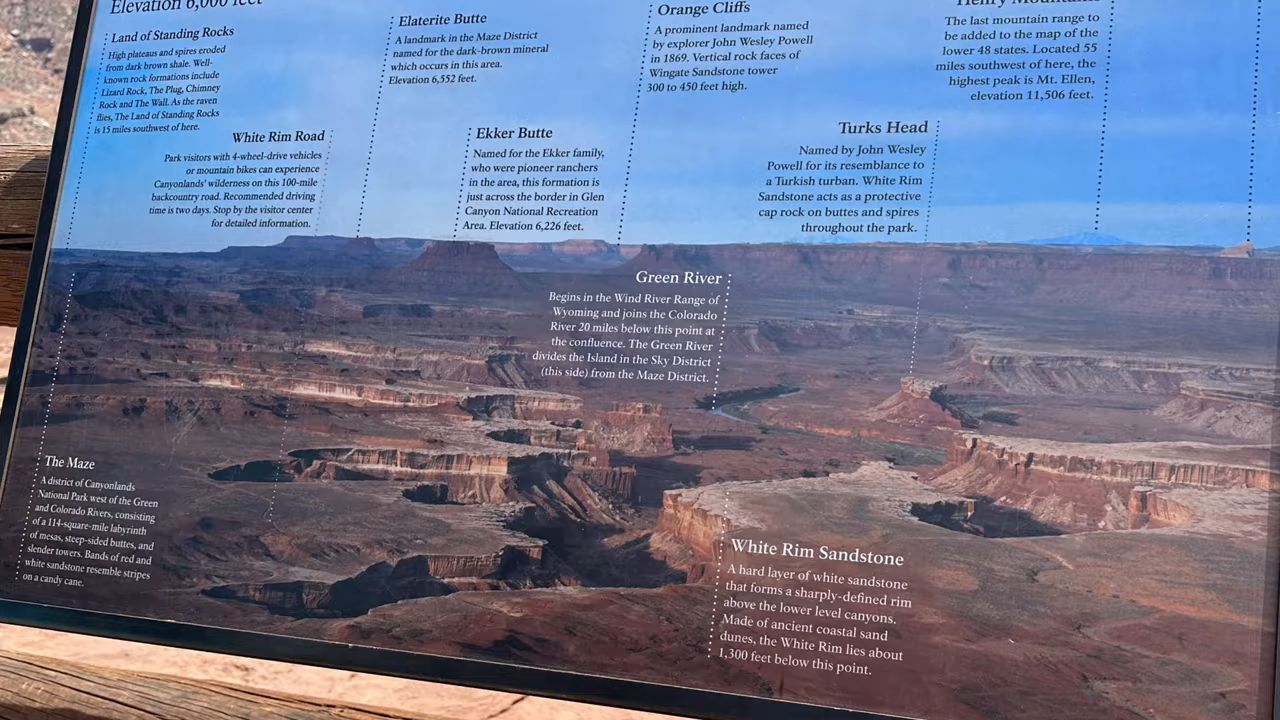 Elevation 6,000 feet
Land of Standing Rocks
High plateaus and spires eroded
from dark brown shale. Well-
known rock formations include
Lizard Rock, The Plug, Chimney
Rock and The Wall. As the raven
flies, The Land of Standing Rocks
is 15 miles southwest of here.
White Rim Road
Park visitors with 4-wheel-drive vehicles
or mountain bikes can experience
Canyonlands' wilderness on this 100-mile
backcountry road. Recommended driving
time is two days. Stop by the visitor center
for detailed information.
Elaterite Butte
A landmark in the Maze District
named for the dark-brown mineral
which occurs in this area.
Elevation 6,552 feet.
Ekker Butte
Named for the Ekker family,
who were pioneer ranchers
in the area, this formation is
just across the border in Glen
Canyon National Recreation
Area. Elevation 6,226 feet.
Orange Cliffs
A prominent landmark named
by explorer John Wesley Powell
in 1869. Vertical rock faces of
Wingate Sandstone tower
300 to 450 feet high.
Henry Mountains
The last mountain range to
be added to the map of the
lower 48 states. Located 55
miles southwest of here, the
highest peak is Mt. Ellen,
elevation 11,506 feet.
Turks Head
Named by John Wesley
Powell for its resemblance to
a Turkish turban. White Rim
Sandstone acts as a protective
cap rock on buttes and spires
throughout the park.
Green River
Begins in the Wind River Range of
Wyoming and joins the Colorado
River 20 miles below this point at
the confluence. The Green River
divides the Island in the Sky District
(this side) from the Maze District.
The Maze
A district of Canyonlands
National Park west of the Green
and Colorado Rivers, consisting
of a 114-square-mile labyrinth
of mesas, steep-sided buttes, and
slender towers. Bands of red and
white sandstone resemble stripes
on a candy cane.
White Rim Sandstone
A hard layer of white sandstone
that forms a sharply-defined rim
above the lower level canyons.
Made of ancient coastal sand
dunes, the White Rim lies about
1,300 feet below this point.